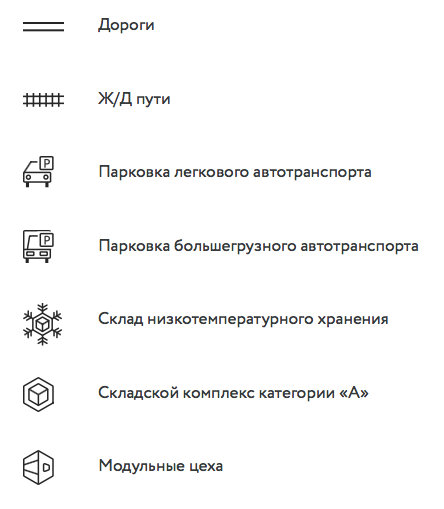 Дороги
Ж/Д пути
P
Парковка легкового автотранспорта
P
Парковка большегрузного автотранспорта
Склад низкотемпературного хранения
Складской комплекс категории «А»
Модульные цеха